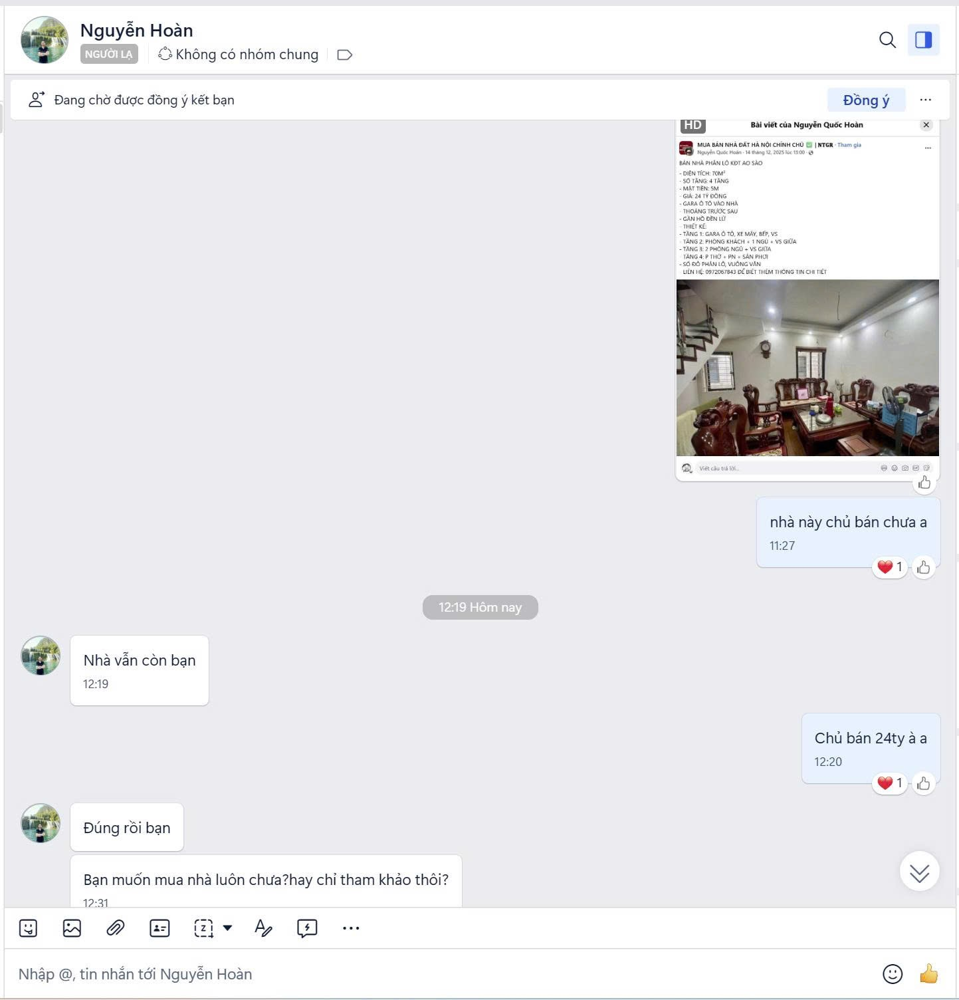 Nguyễn Hoàn
NGƯỜI LẠ
Không có nhóm chung
Đang chờ được đồng ý kết bạn
Đồng ý
HD
Bài viết của Nguyễn Quốc Hoàn
MUA BÁN NHÀ ĐẤT HÀ NỘI CHÍNH CHỦ ✅ | NTGR · Tham gia
Nguyễn Quốc Hoàn · 14 tháng 12, 2025 lúc 13:00 ·
BÁN NHÀ PHÂN LÔ KĐT AO SÀO
- DIỆN TÍCH: 70M²
- SỐ TẦNG: 4 TẦNG
- MẶT TIỀN: 5M
- GIÁ: 24 TỶ ĐỒNG
- GARA Ô TÔ VÀO NHÀ
- THOÁNG TRƯỚC SAU
- GẦN HỒ ĐỀN LỪ
- THIẾT KẾ:
- TẦNG 1: GARA Ô TÔ, XE MÁY, BẾP, VS
- TẦNG 2: PHÒNG KHÁCH + 1 NGỦ + VS GIỮA
- TẦNG 3: 2 PHÒNG NGỦ + VS GIỮA
- TẦNG 4: P THỜ + PN + SÂN PHƠI
- SỔ ĐỎ PHÂN LÔ, VUÔNG VẮN
- LIÊN HỆ: 0972067843 ĐỂ BIẾT THÊM THÔNG TIN CHI TIẾT
Viết câu trả lời...
nhà này chủ bán chưa a
11:27
1
12:19 Hôm nay
Nhà vẫn còn bạn
12:19
Chủ bán 24ty à a
12:20
1
Đúng rồi bạn
Bạn muốn mua nhà luôn chưa?hay chỉ tham khảo thôi?
12:31
Nhập @, tin nhắn tới Nguyễn Hoàn